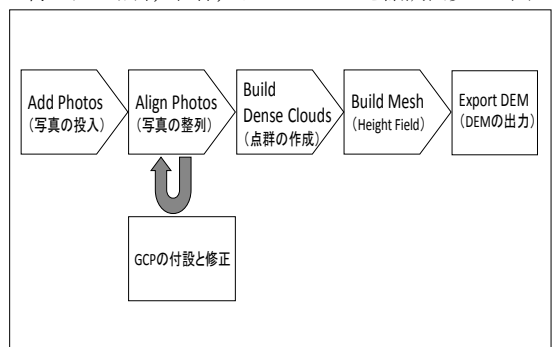 Add Photos
(写真の投入)
Align Photos
(写真の整列)
Build
Dense Clouds
(点群の作成)
Build Mesh
(Height Field)
Export DEM
(DEMの出力)
GCPの付設と修正